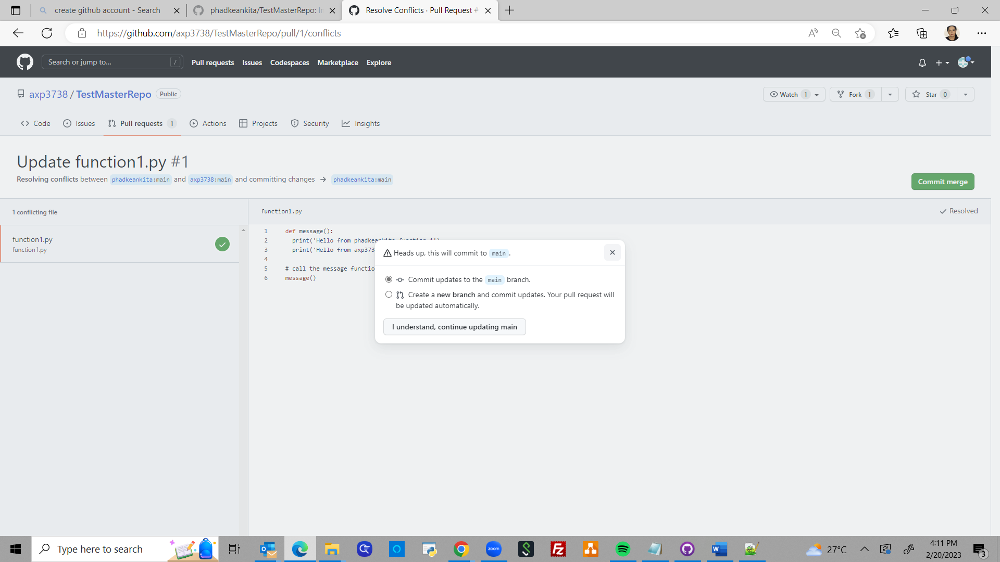 create github account - Search
phadkeankita/TestMasterRepo: In
Resolve Conflicts · Pull Request #
https://github.com/axp3738/TestMasterRepo/pull/1/conflicts
Search or jump to... /
Pull requests Issues Codespaces Marketplace Explore
axp3738 / TestMasterRepo Public
Watch 1 Fork 1 Star 0
Code Issues Pull requests 1 Actions Projects Security Insights
Update function1.py #1
Resolving conflicts between phadkeankita:main and axp3738:main and committing changes → phadkeankita:main
Commit merge
1 conflicting file
function1.py
Resolved
function1.py
function1.py
1 def message():
2 print('Hello from phadkeankita function 1')
3 print('Hello from axp373
4
5 # call the message functio
6 message()
Heads up, this will commit to main .
Commit updates to the main branch.
Create a new branch and commit updates. Your pull request will
be updated automatically.
I understand, continue updating main
Type here to search
zoom
27°C
4:11 PM
2/20/2023
3